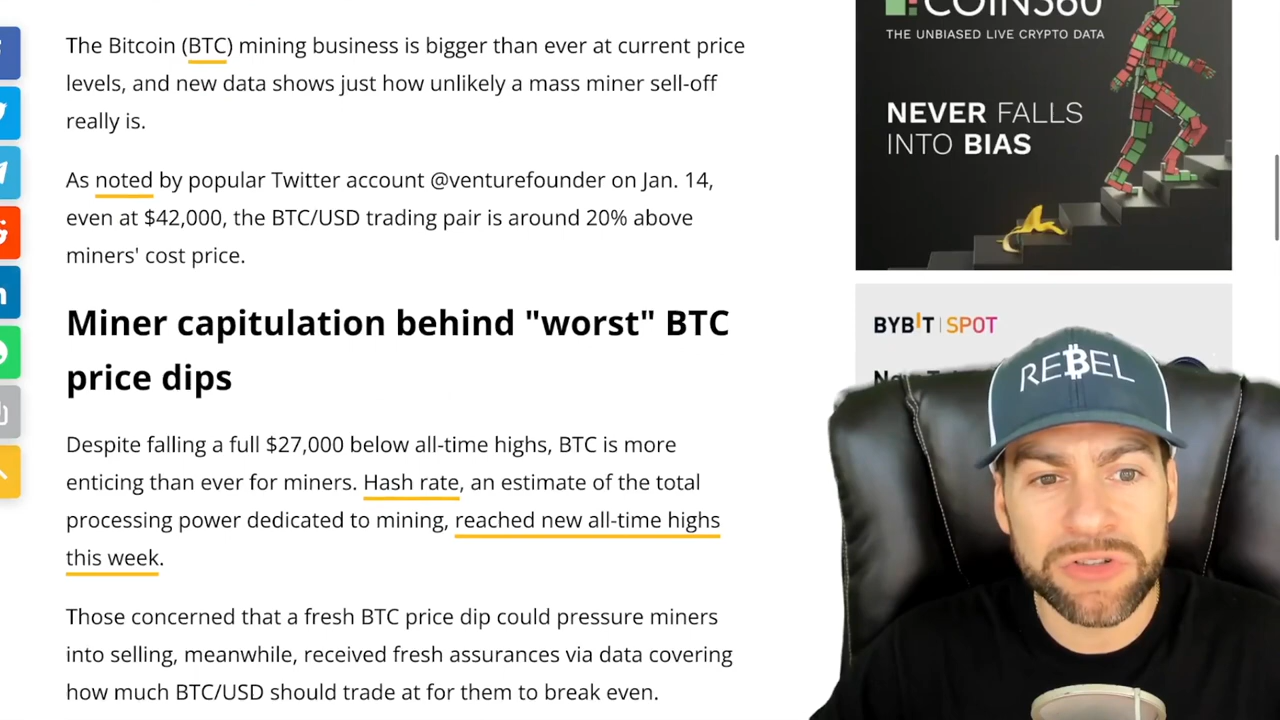 The Bitcoin (BTC) mining business is bigger than ever at current price
levels, and new data shows just how unlikely a mass miner sell-off
really is.
As noted by popular Twitter account @venturefounder on Jan. 14,
even at $42,000, the BTC/USD trading pair is around 20% above
miners' cost price.
Miner capitulation behind "worst" BTC
price dips
Despite falling a full $27,000 below all-time highs, BTC is more
enticing than ever for miners. Hash rate, an estimate of the total
processing power dedicated to mining, reached new all-time highs
this week.
Those concerned that a fresh BTC price dip could pressure miners
into selling, meanwhile, received fresh assurances via data covering
how much BTC/USD should trade at for them to break even.
COIN360
THE UNBIASED LIVE CRYPTO DATA
NEVER FALLS
INTO BIAS
BYBIT | SPOT
REBEL